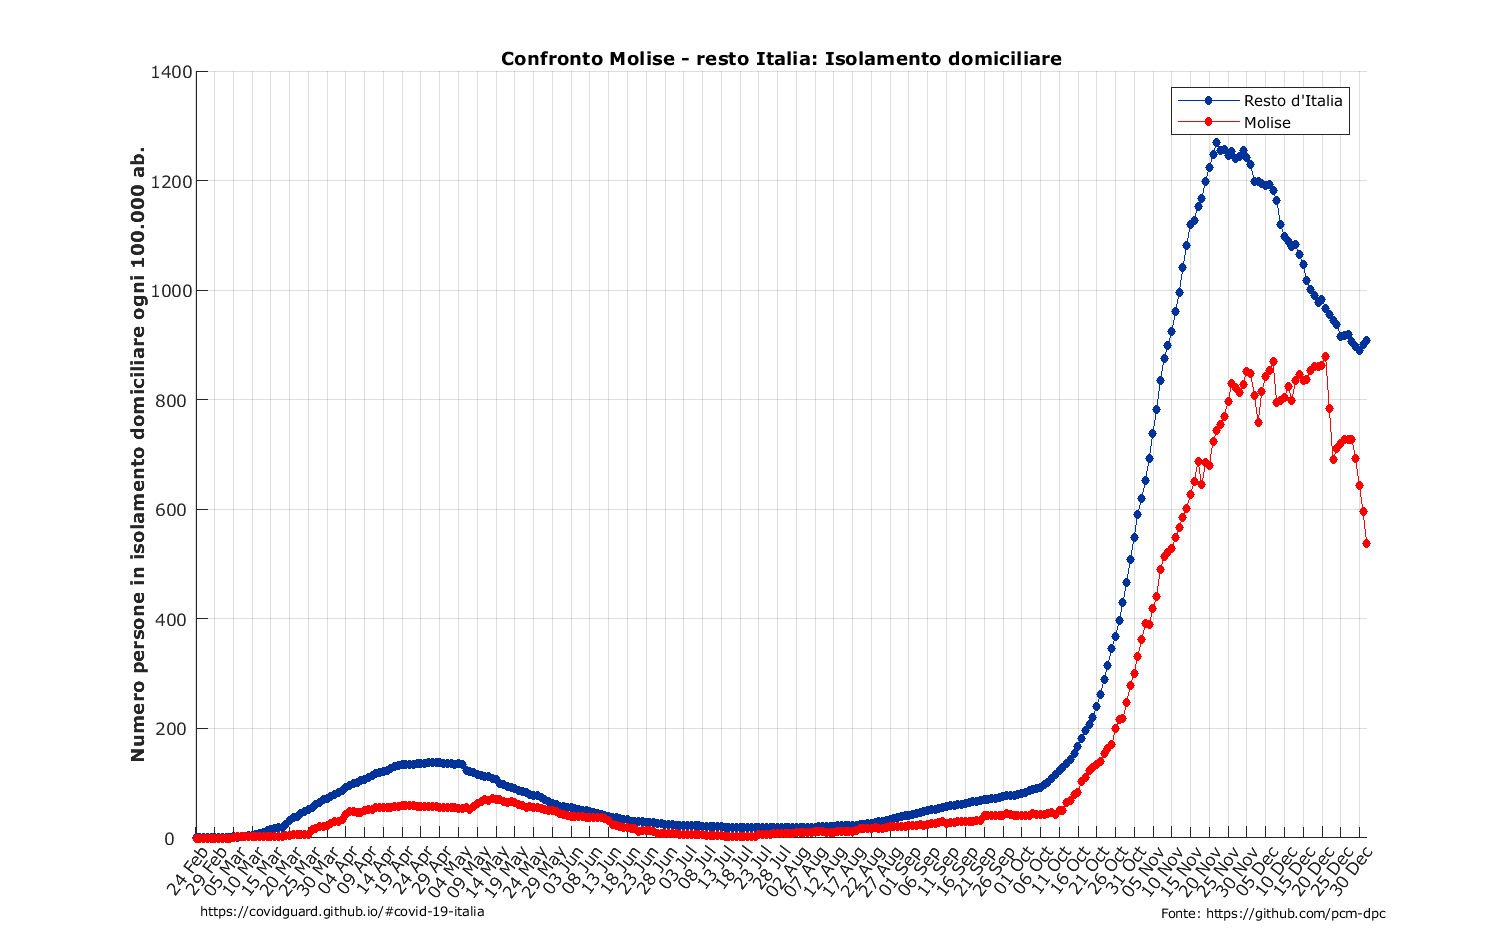 Confronto Molise - resto Italia: Isolamento domiciliare
Numero persone in isolamento domiciliare ogni 100.000 ab.
1400
1200
1000
800
600
400
200
0
Resto d'Italia
Molise
24 Feb
29 Feb
05 Mar
10 Mar
15 Mar
20 Mar
25 Mar
30 Mar
04 Apr
09 Apr
14 Apr
19 Apr
24 Apr
29 Apr
04 May
09 May
14 May
19 May
24 May
29 May
03 Jun
08 Jun
13 Jun
18 Jun
23 Jun
28 Jun
03 Jul
08 Jul
13 Jul
18 Jul
23 Jul
28 Jul
02 Aug
07 Aug
12 Aug
17 Aug
22 Aug
27 Aug
01 Sep
06 Sep
11 Sep
16 Sep
21 Sep
26 Sep
01 Oct
06 Oct
11 Oct
16 Oct
21 Oct
26 Oct
31 Oct
05 Nov
10 Nov
15 Nov
20 Nov
25 Nov
30 Nov
05 Dec
10 Dec
15 Dec
20 Dec
25 Dec
30 Dec
https://covidguard.github.io/#covid-19-italia
Fonte: https://github.com/pcm-dpc